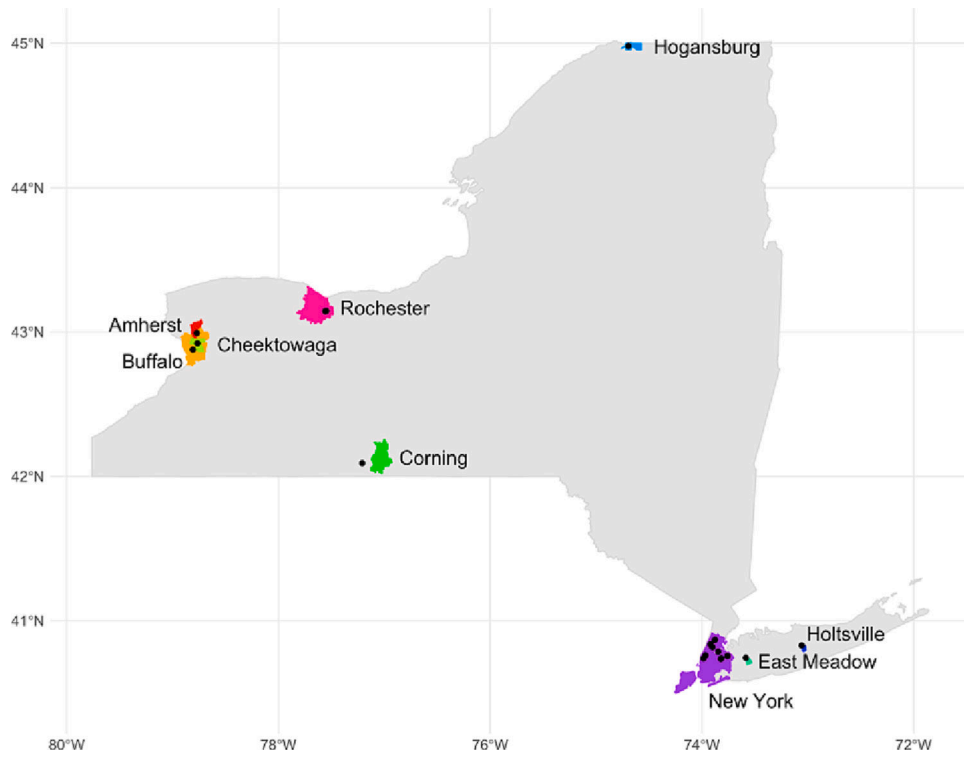 45°N
Hogansburg
44°N
Rochester
Amherst
43°N
Cheektowaga
Buffalo
Corning
42°N
41°N
Holtsville
East Meadow
New York
80°W
78°W
76°W
74°W
72°W